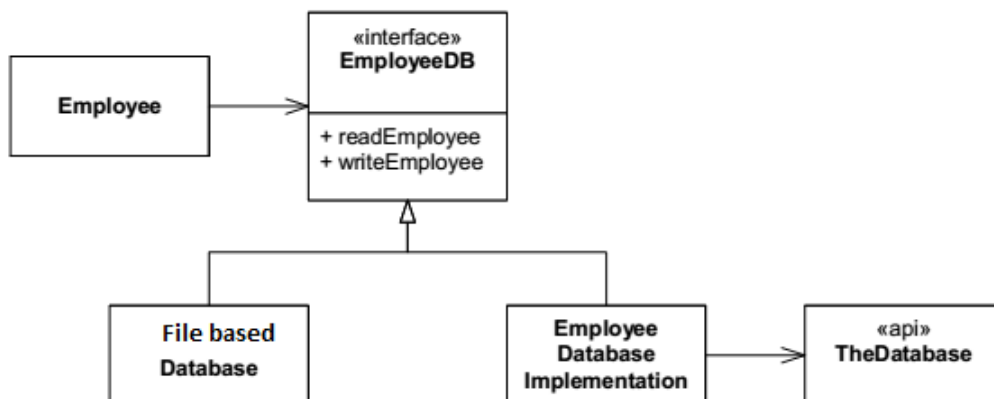 «interface»
EmployeeDB
Employee
+ readEmployee
+ writeEmployee
File based
Database
Employee
Database
Implementation
«api»
TheDatabase